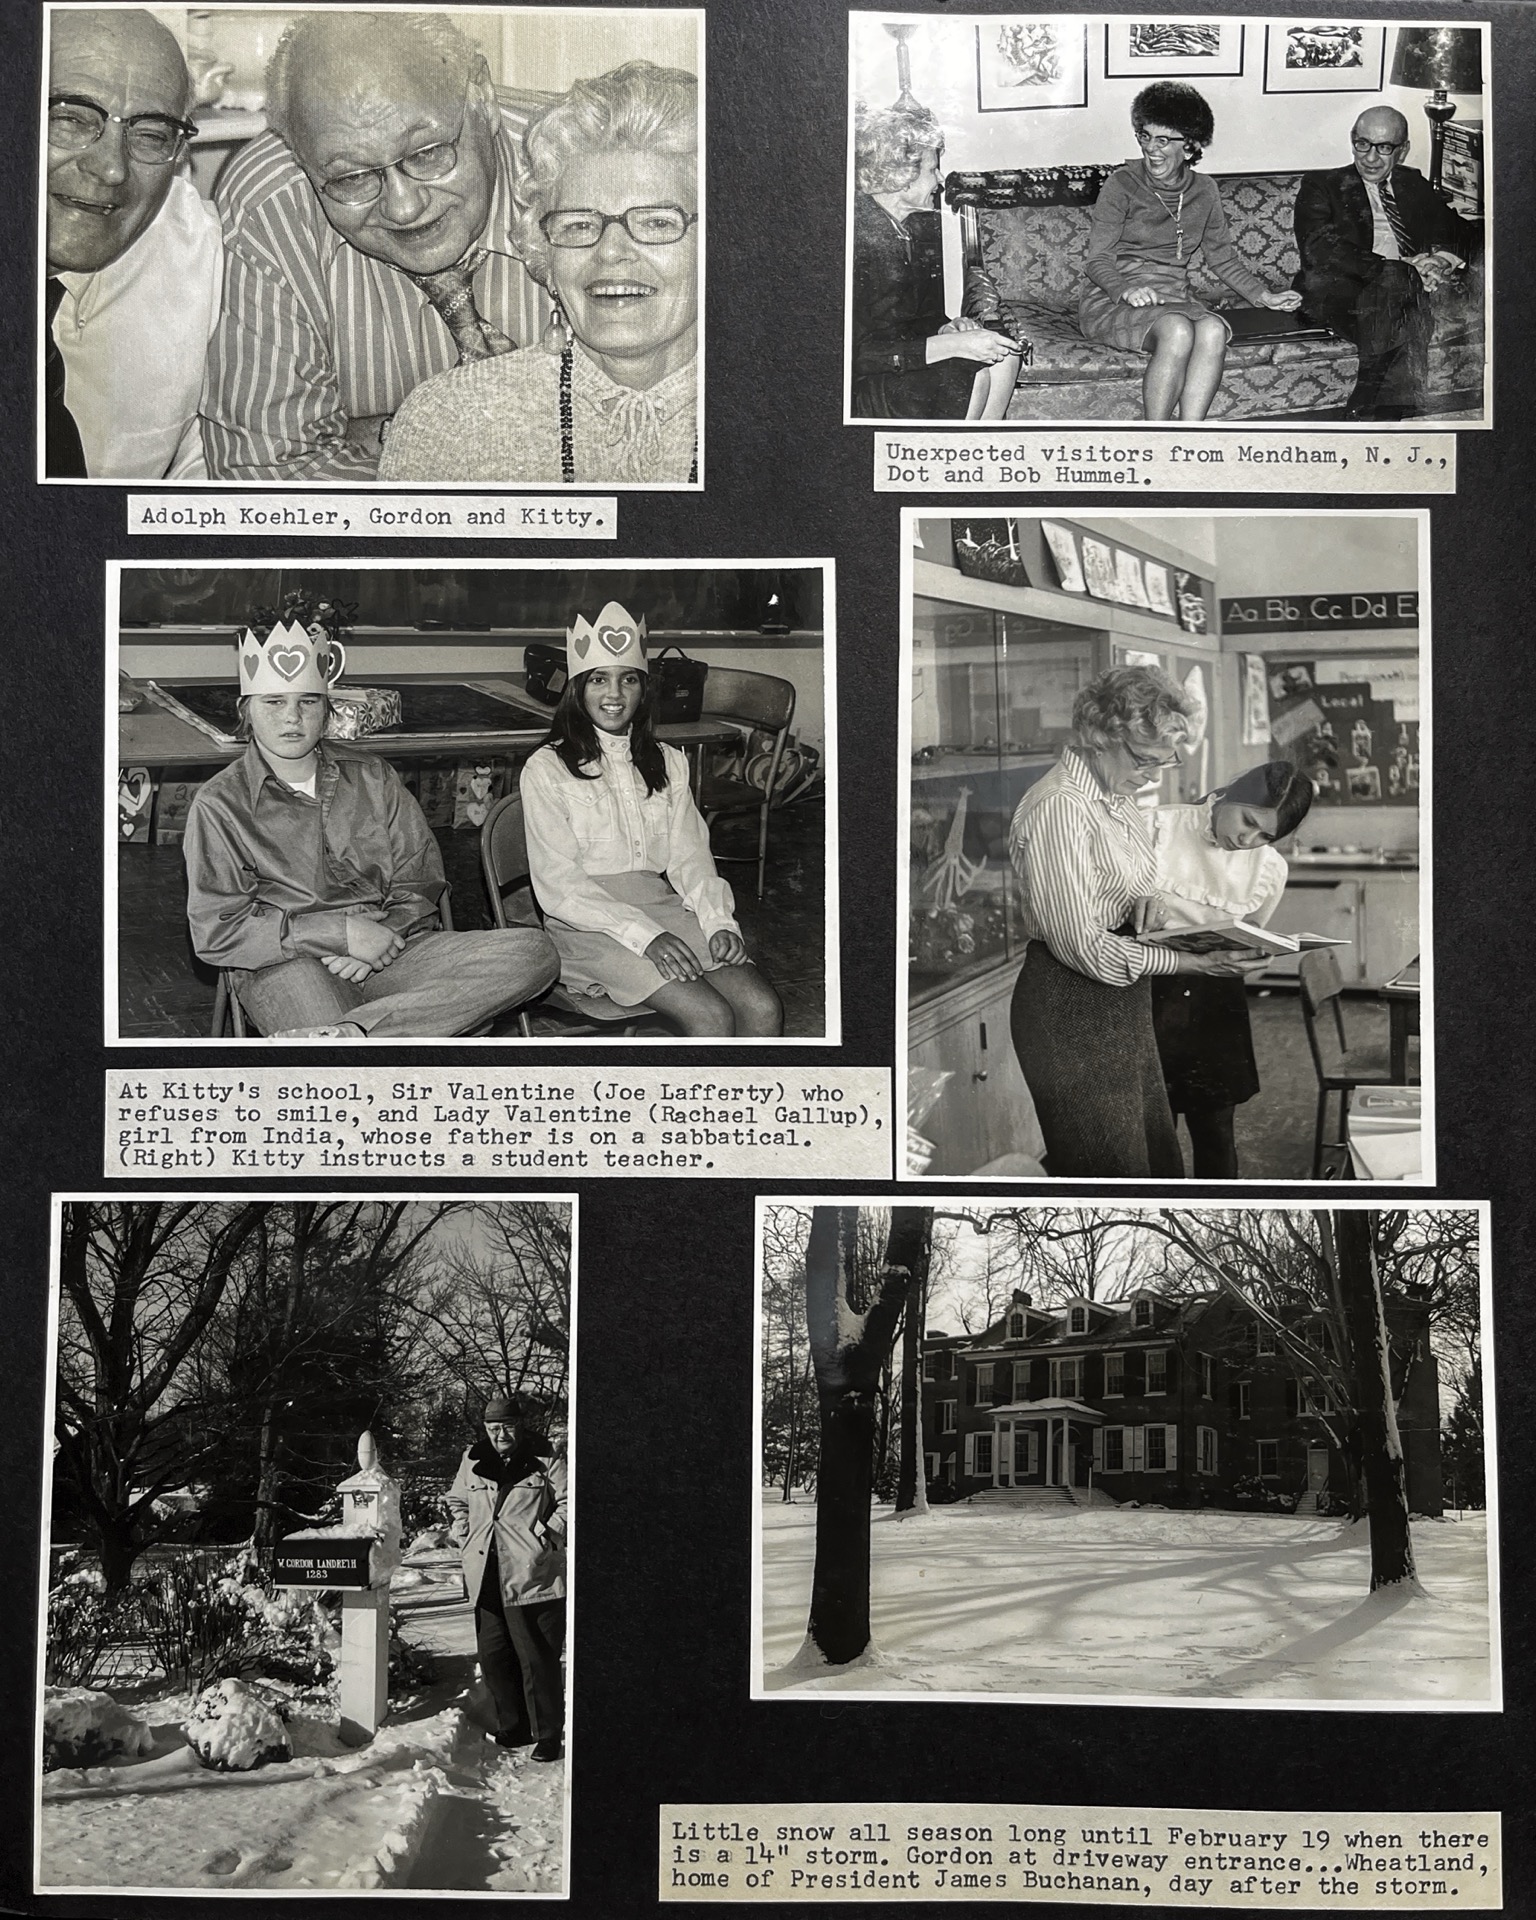 Adolph Koehler, Gordon and Kitty.
Unexpected visitors from Mendham, N. J.,
Dot and Bob Hummel.
Aa Bb Cc Dd E
Local
At Kitty's school, Sir Valentine (Joe Lafferty) who
refuses to smile, and Lady Valentine (Rachael Gallup),
girl from India, whose father is on a sabbatical.
(Right) Kitty instructs a student teacher.
W. GORDON LANDRETH
1283
Little snow all season long until February 19 when there
is a 14" storm. Gordon at driveway entrance...Wheatland,
home of President James Buchanan, day after the storm.